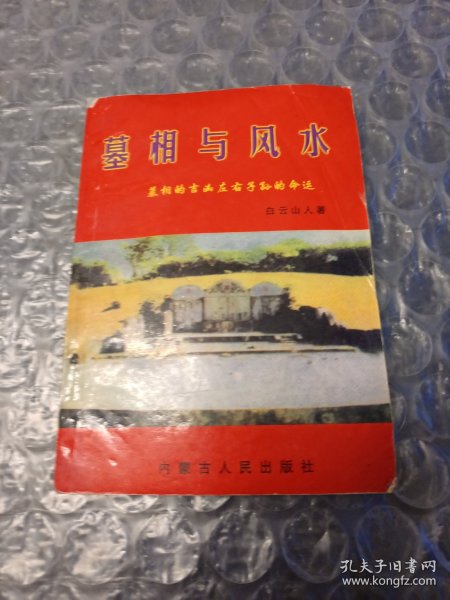 墓相与风水
墓相的吉凶左右子孙的命运
白云山人著
内蒙古人民出版社
孔夫子旧书网
www.kongfz.com